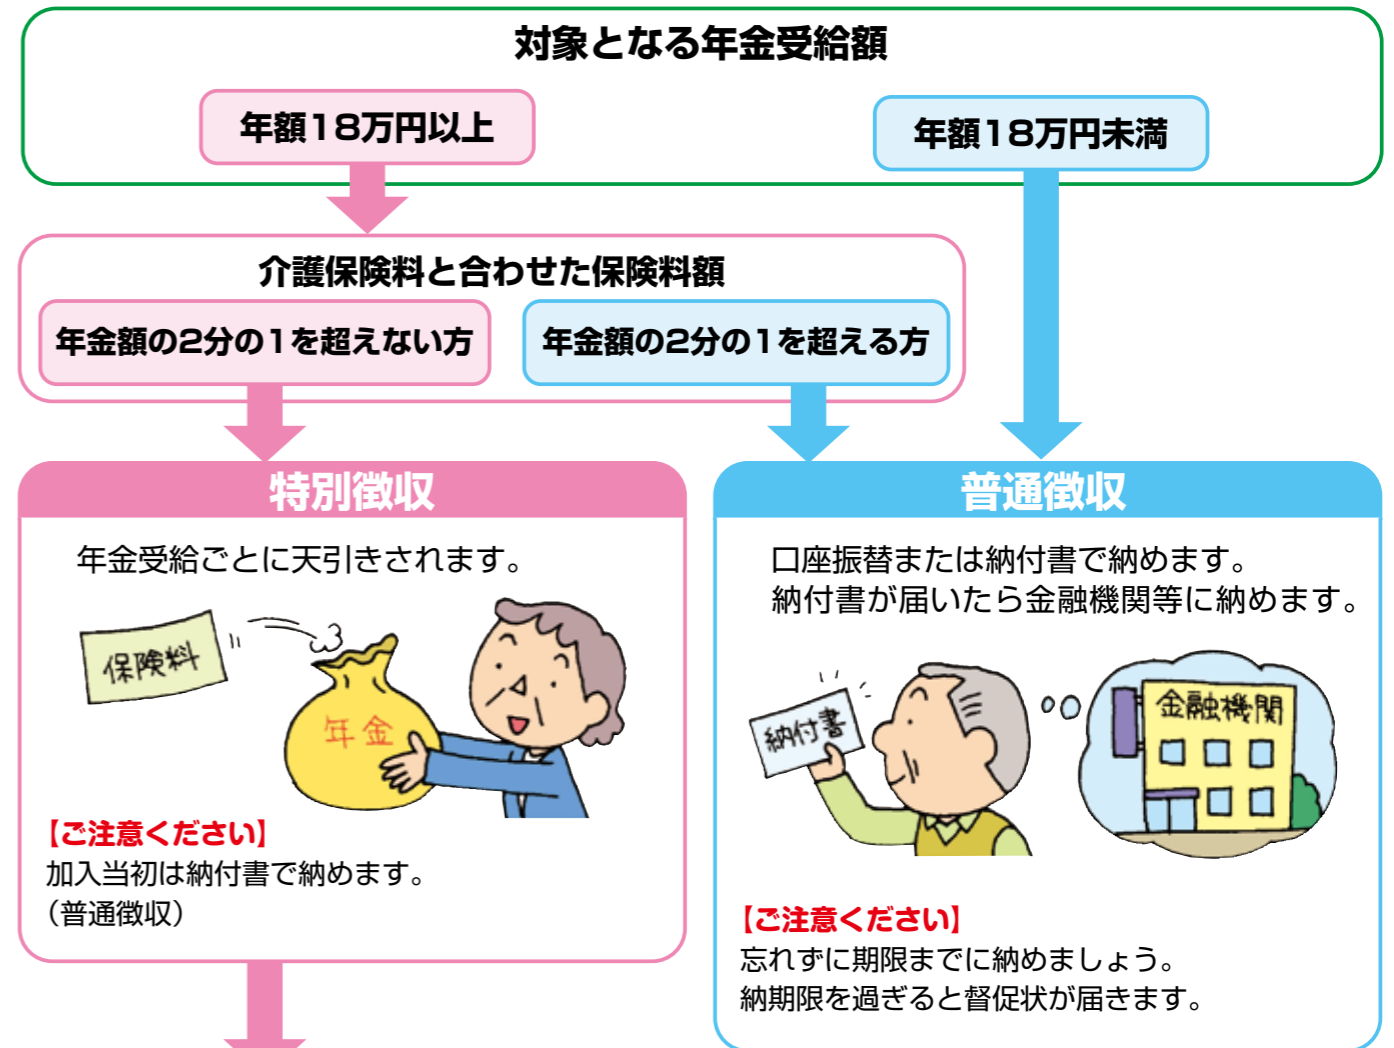 対象となる年金受給額
年額18万円以上
年額18万円未満
介護保険料と合わせた保険料額
年金額の2分の1を超えない方
年金額の2分の1を超える方
特別徴収
年金受給ごとに天引きされます。
保険料
年金
【ご注意ください】
加入当初は納付書で納めます。
（普通徴収）
普通徴収
口座振替または納付書で納めます。
納付書が届いたら金融機関等に納めます。
納付書
金融機関
【ご注意ください】
忘れずに期限までに納めましょう。
納期限を過ぎると督促状が届きます。